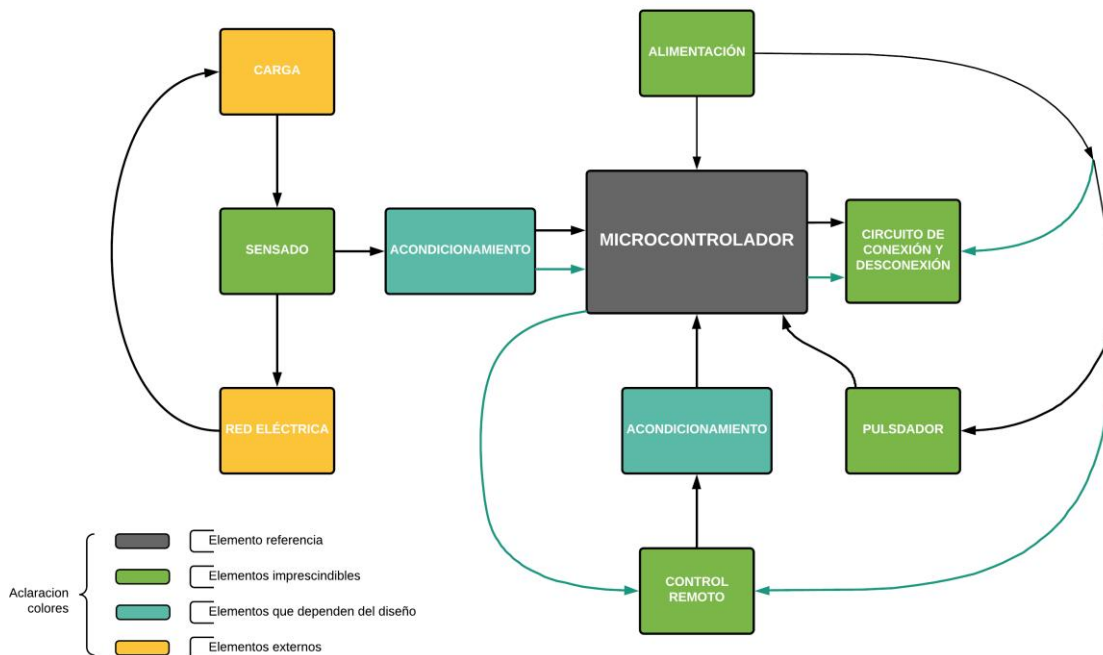 CARGA
ALIMENTACIÓN
SENSADO
ACONDICIONAMIENTO
MICROCONTROLADOR
CIRCUITO DE
CONEXIÓN Y
DESCONEXIÓN
RED ELÉCTRICA
ACONDICIONAMIENTO
PULSDADOR
CONTROL
REMOTO
Aclaracion
colores
Elemento referencia
Elementos imprescindibles
Elementos que dependen del diseño
Elementos externos